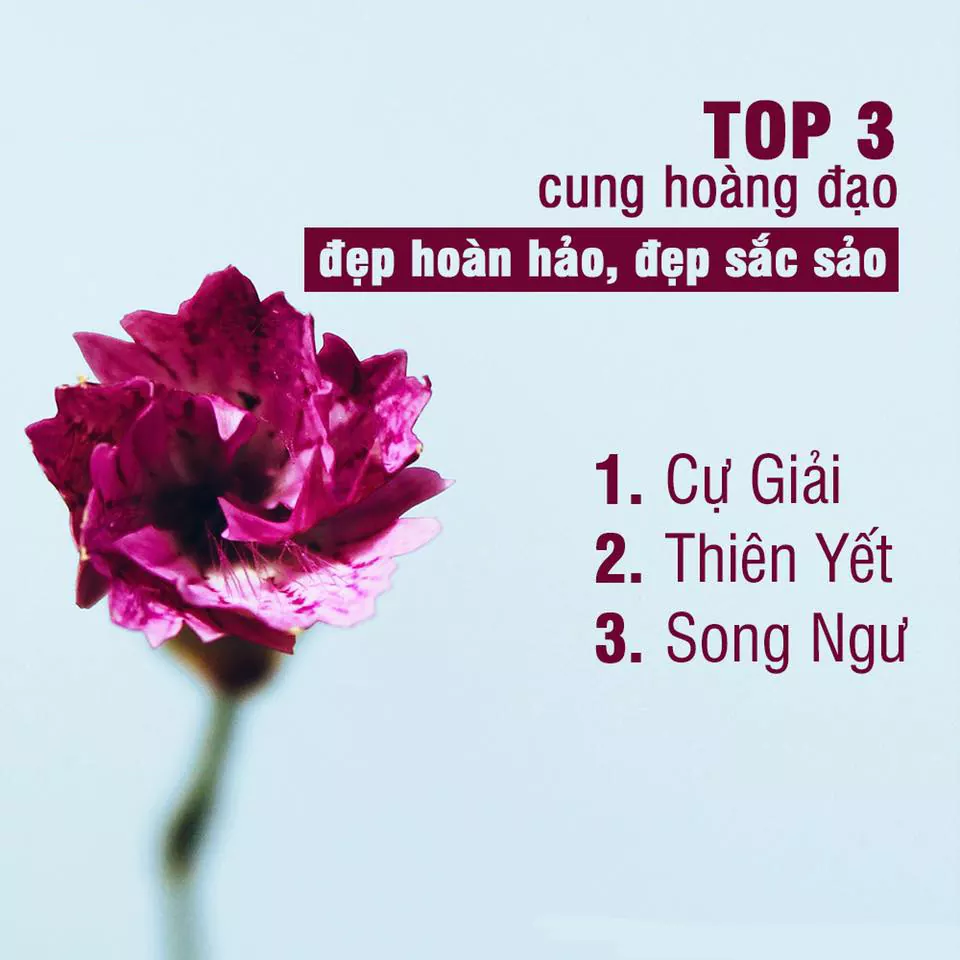 TOP 3
cung hoàng đạo
đẹp hoàn hảo, đẹp sắc sảo
1. Cự Giải
2. Thiên Yết
3. Song Ngư